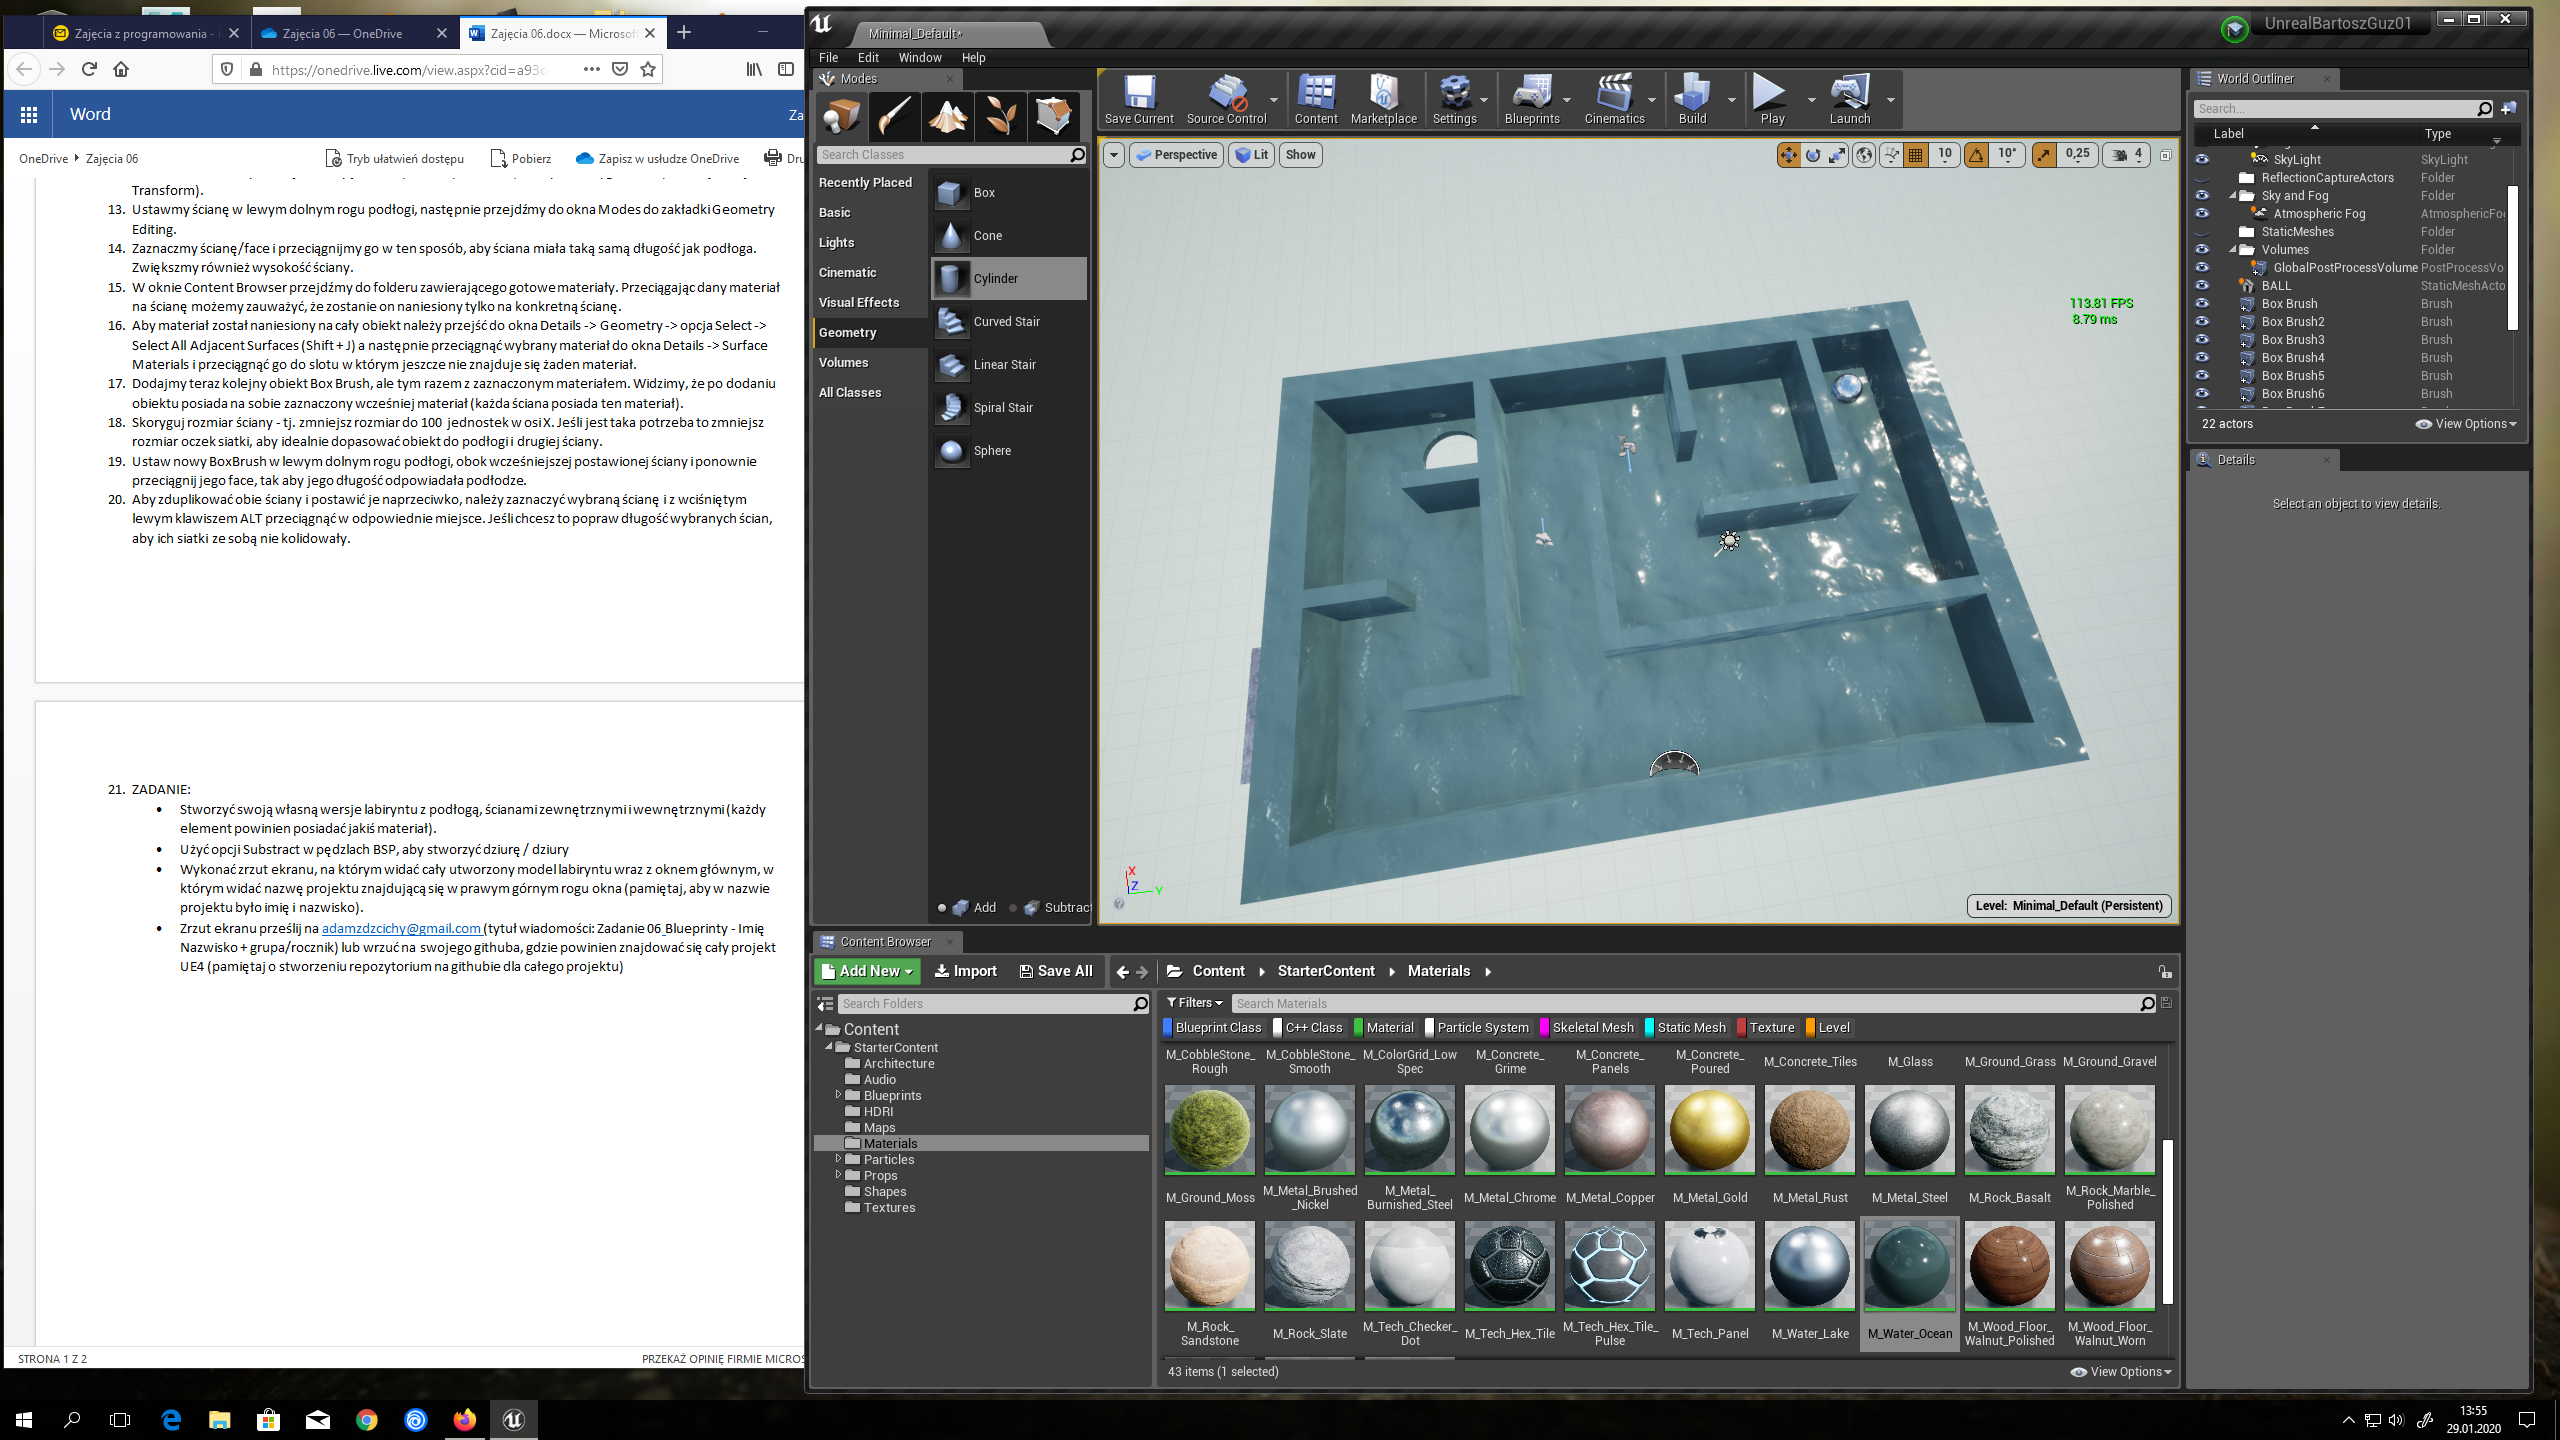 Zajęcia z programowania -
Zajęcia 06 — OneDrive
Zajęcia 06.docx — Microsof
https://onedrive.live.com/view.aspx?cid=a93c
Word
Za
OneDrive
Zajęcia 06
Tryb ułatwień dostępu
Pobierz
Zapisz w usłudze OneDrive
Dru
Transform).
13. Ustawmy ścianę w lewym dolnym rogu podłogi, następnie przejdźmy do okna Modes do zakładki Geometry
Editing.
14. Zaznaczmy ścianę/face i przeciągnijmy go w ten sposób, aby ściana miała taką samą długość jak podłoga.
Zwiększmy również wysokość ściany.
15. W oknie Content Browser przejdźmy do folderu zawierającego gotowe materiały. Przeciągając dany materiał
na ścianę możemy zauważyć, że zostanie on naniesiony tylko na konkretną ścianę.
16. Aby materiał został naniesiony na cały obiekt należy przejść do okna Details -> Geometry -> opcja Select ->
Select All Adjacent Surfaces (Shift + J) a następnie przeciągnąć wybrany materiał do okna Details -> Surface
Materials i przeciągnąć go do slotu w którym jeszcze nie znajduje się żaden materiał.
17. Dodajmy teraz kolejny obiekt Box Brush, ale tym razem z zaznaczonym materiałem. Widzimy, że po dodaniu
obiektu posiada na sobie zaznaczony wcześniej materiał (każda ściana posiada ten materiał).
18. Skoryguj rozmiar ściany - tj. zmniejsz rozmiar do 100 jednostek w osi X. Jeśli jest taka potrzeba to zmniejsz
rozmiar oczek siatki, aby idealnie dopasować obiekt do podłogi i drugiej ściany.
19. Ustaw nowy BoxBrush w lewym dolnym rogu podłogi, obok wcześniejszej postawionej ściany i ponownie
przeciągnij jego face, tak aby jego długość odpowiadała podłodze.
20. Aby zduplikować obie ściany i postawić je naprzeciwko, należy zaznaczyć wybraną ścianę i z wciśniętym
lewym klawiszem ALT przeciągnąć w odpowiednie miejsce. Jeśli chcesz to popraw długość wybranych ścian,
aby ich siatki ze sobą nie kolidowały.
21. ZADANIE:
• Stworzyć swoją własną wersje labiryntu z podłogą, ścianami zewnętrznymi i wewnętrznymi (każdy
element powinien posiadać jakiś materiał).
• Użyć opcji Substract w pędzlach BSP, aby stworzyć dziurę / dziury
• Wykonać zrzut ekranu, na którym widać cały utworzony model labiryntu wraz z oknem głównym, w
którym widać nazwę projektu znajdującą się w prawym górnym rogu okna (pamiętaj, aby w nazwie
projektu było imię i nazwisko).
• Zrzut ekranu prześlij na adamzdzcichy@gmail.com (tytuł wiadomości: Zadanie 06_Blueprinty - Imię
Nazwisko + grupa/rocznik) lub wrzuć na swojego githuba, gdzie powinien znajdować się cały projekt
UE4 (pamiętaj o stworzeniu repozytorium na githubie dla całego projektu)
STRONA 1 Z 2
PRZEKAŻ OPINIĘ FIRMIE MICROS
Minimal_Default*
UnrealBartoszGuz01
File Edit Window Help
Modes
Search Classes
Recently Placed
Basic
Lights
Cinematic
Visual Effects
Geometry
Volumes
All Classes
Box
Cone
Cylinder
Curved Stair
Linear Stair
Spiral Stair
Sphere
Add
Subtract
Save Current
Source Control
Content
Marketplace
Settings
Blueprints
Cinematics
Build
Play
Launch
Perspective
Lit
Show
10
10°
0,25
4
113.81 FPS
8.79 ms
X
Z
Y
Level: Minimal_Default (Persistent)
World Outliner
Search...
Label Type
SkyLight SkyLight
ReflectionCaptureActors Folder
Sky and Fog Folder
Atmospheric Fog AtmosphericFog
StaticMeshes Folder
Volumes Folder
GlobalPostProcessVolume PostProcessVo
BALL StaticMeshActo
Box Brush Brush
Box Brush2 Brush
Box Brush3 Brush
Box Brush4 Brush
Box Brush5 Brush
Box Brush6 Brush
22 actors
View Options
Details
Select an object to view details.
Content Browser
Add New
Import
Save All
Content
StarterContent
Materials
Search Folders
Filters
Search Materials
Content
StarterContent
Architecture
Audio
Blueprints
HDRI
Maps
Materials
Particles
Props
Shapes
Textures
Blueprint Class
C++ Class
Material
Particle System
Skeletal Mesh
Static Mesh
Texture
Level
M_CobbleStone_Rough
M_CobbleStone_Smooth
M_ColorGrid_LowSpec
M_Concrete_Grime
M_Concrete_Panels
M_Concrete_Poured
M_Concrete_Tiles
M_Glass
M_Ground_Grass
M_Ground_Gravel
M_Ground_Moss
M_Metal_Brushed_Nickel
M_Metal_Burnished_Steel
M_Metal_Chrome
M_Metal_Copper
M_Metal_Gold
M_Metal_Rust
M_Metal_Steel
M_Rock_Basalt
M_Rock_Marble_Polished
M_Rock_Sandstone
M_Rock_Slate
M_Tech_Checker_Dot
M_Tech_Hex_Tile
M_Tech_Hex_Tile_Pulse
M_Tech_Panel
M_Water_Lake
M_Water_Ocean
M_Wood_Floor_Walnut_Polished
M_Wood_Floor_Walnut_Worn
43 items (1 selected)
View Options
13:55
29.01.2020